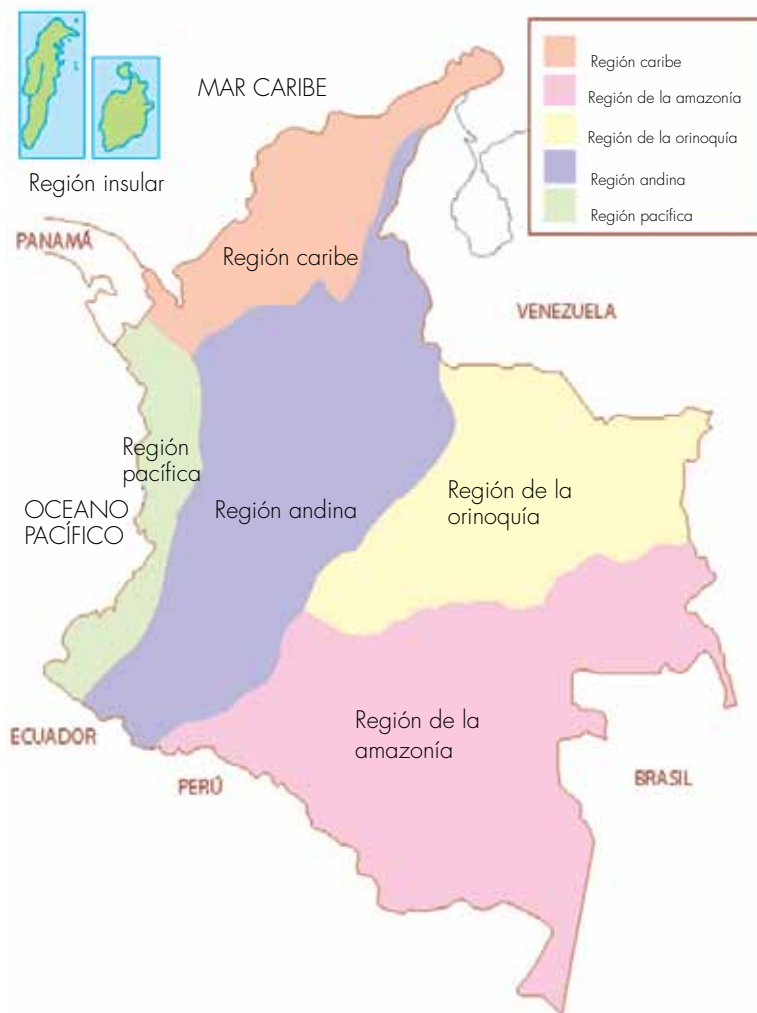 MAR CARIBE
Región insular
PANAMÁ
Región caribe
Región caribe
Región de la amazonía
Región de la orinoquía
Región andina
Región pacífica
VENEZUELA
Región
pacífica
OCEANO
PACÍFICO
Región andina
Región de la
orinoquía
ECUADOR
PERÚ
Región de la
amazonía
BRASIL